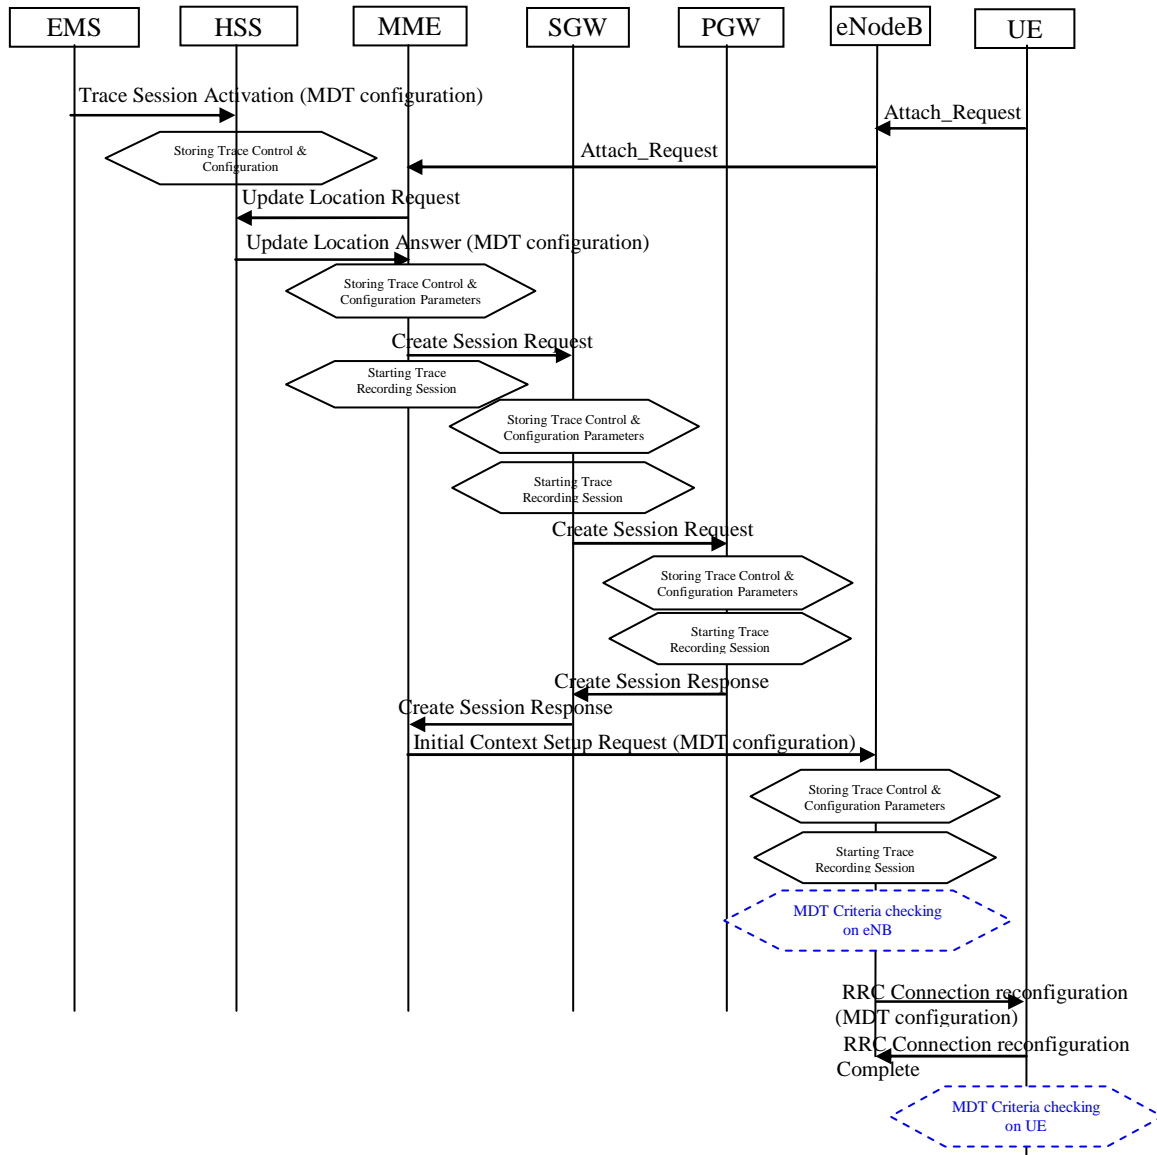 EMS
HSS
MME
SGW
PGW
eNodeB
UE
Trace Session Activation (MDT configuration)
Attach_Request
Storing Trace Control &
Configuration
Attach_Request
Update Location Request
Update Location Answer (MDT configuration)
Storing Trace Control &
Configuration Parameters
Create Session Request
Starting Trace
Recording Session
Storing Trace Control &
Configuration Parameters
Starting Trace
Recording Session
Create Session Request
Storing Trace Control &
Configuration Parameters
Starting Trace
Recording Session
Create Session Response
Create Session Response
Initial Context Setup Request (MDT configuration)
Storing Trace Control &
Configuration Parameters
Starting Trace
Recording Session
MDT Criteria checking
on eNB
RRC Connection reconfiguration
(MDT configuration)
RRC Connection reconfiguration
Complete
MDT Criteria checking
on UE